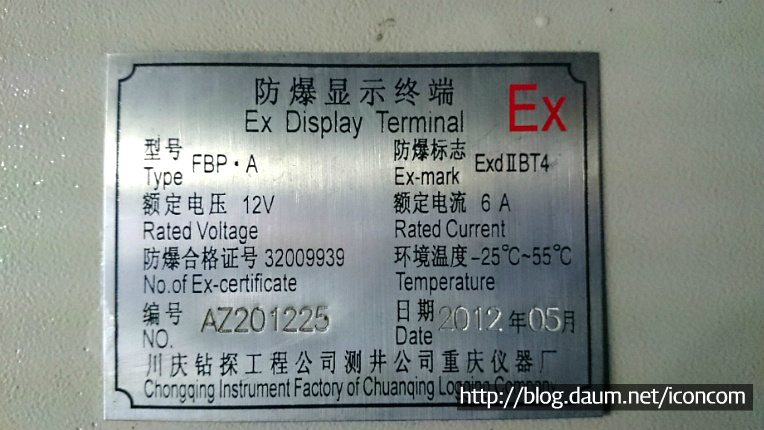 防爆显示终端
Ex Display Terminal
Ex
型号 FBP·A
Type
防爆标志 ExdⅡBT4
Ex-mark
额定电压 12V
Rated Voltage
额定电流 6 A
Rated Current
防爆合格证号 32009939
No.of Ex-certificate
环境温度 -25℃~55℃
Temperature
编号 AZ201225
NO.
日期 2012.年05月
Date
川庆钻探工程公司测井公司重庆仪器厂
Chongqing Instrument Factory of Chuanqing Logging Company
http://blog.daum.net/iconcom